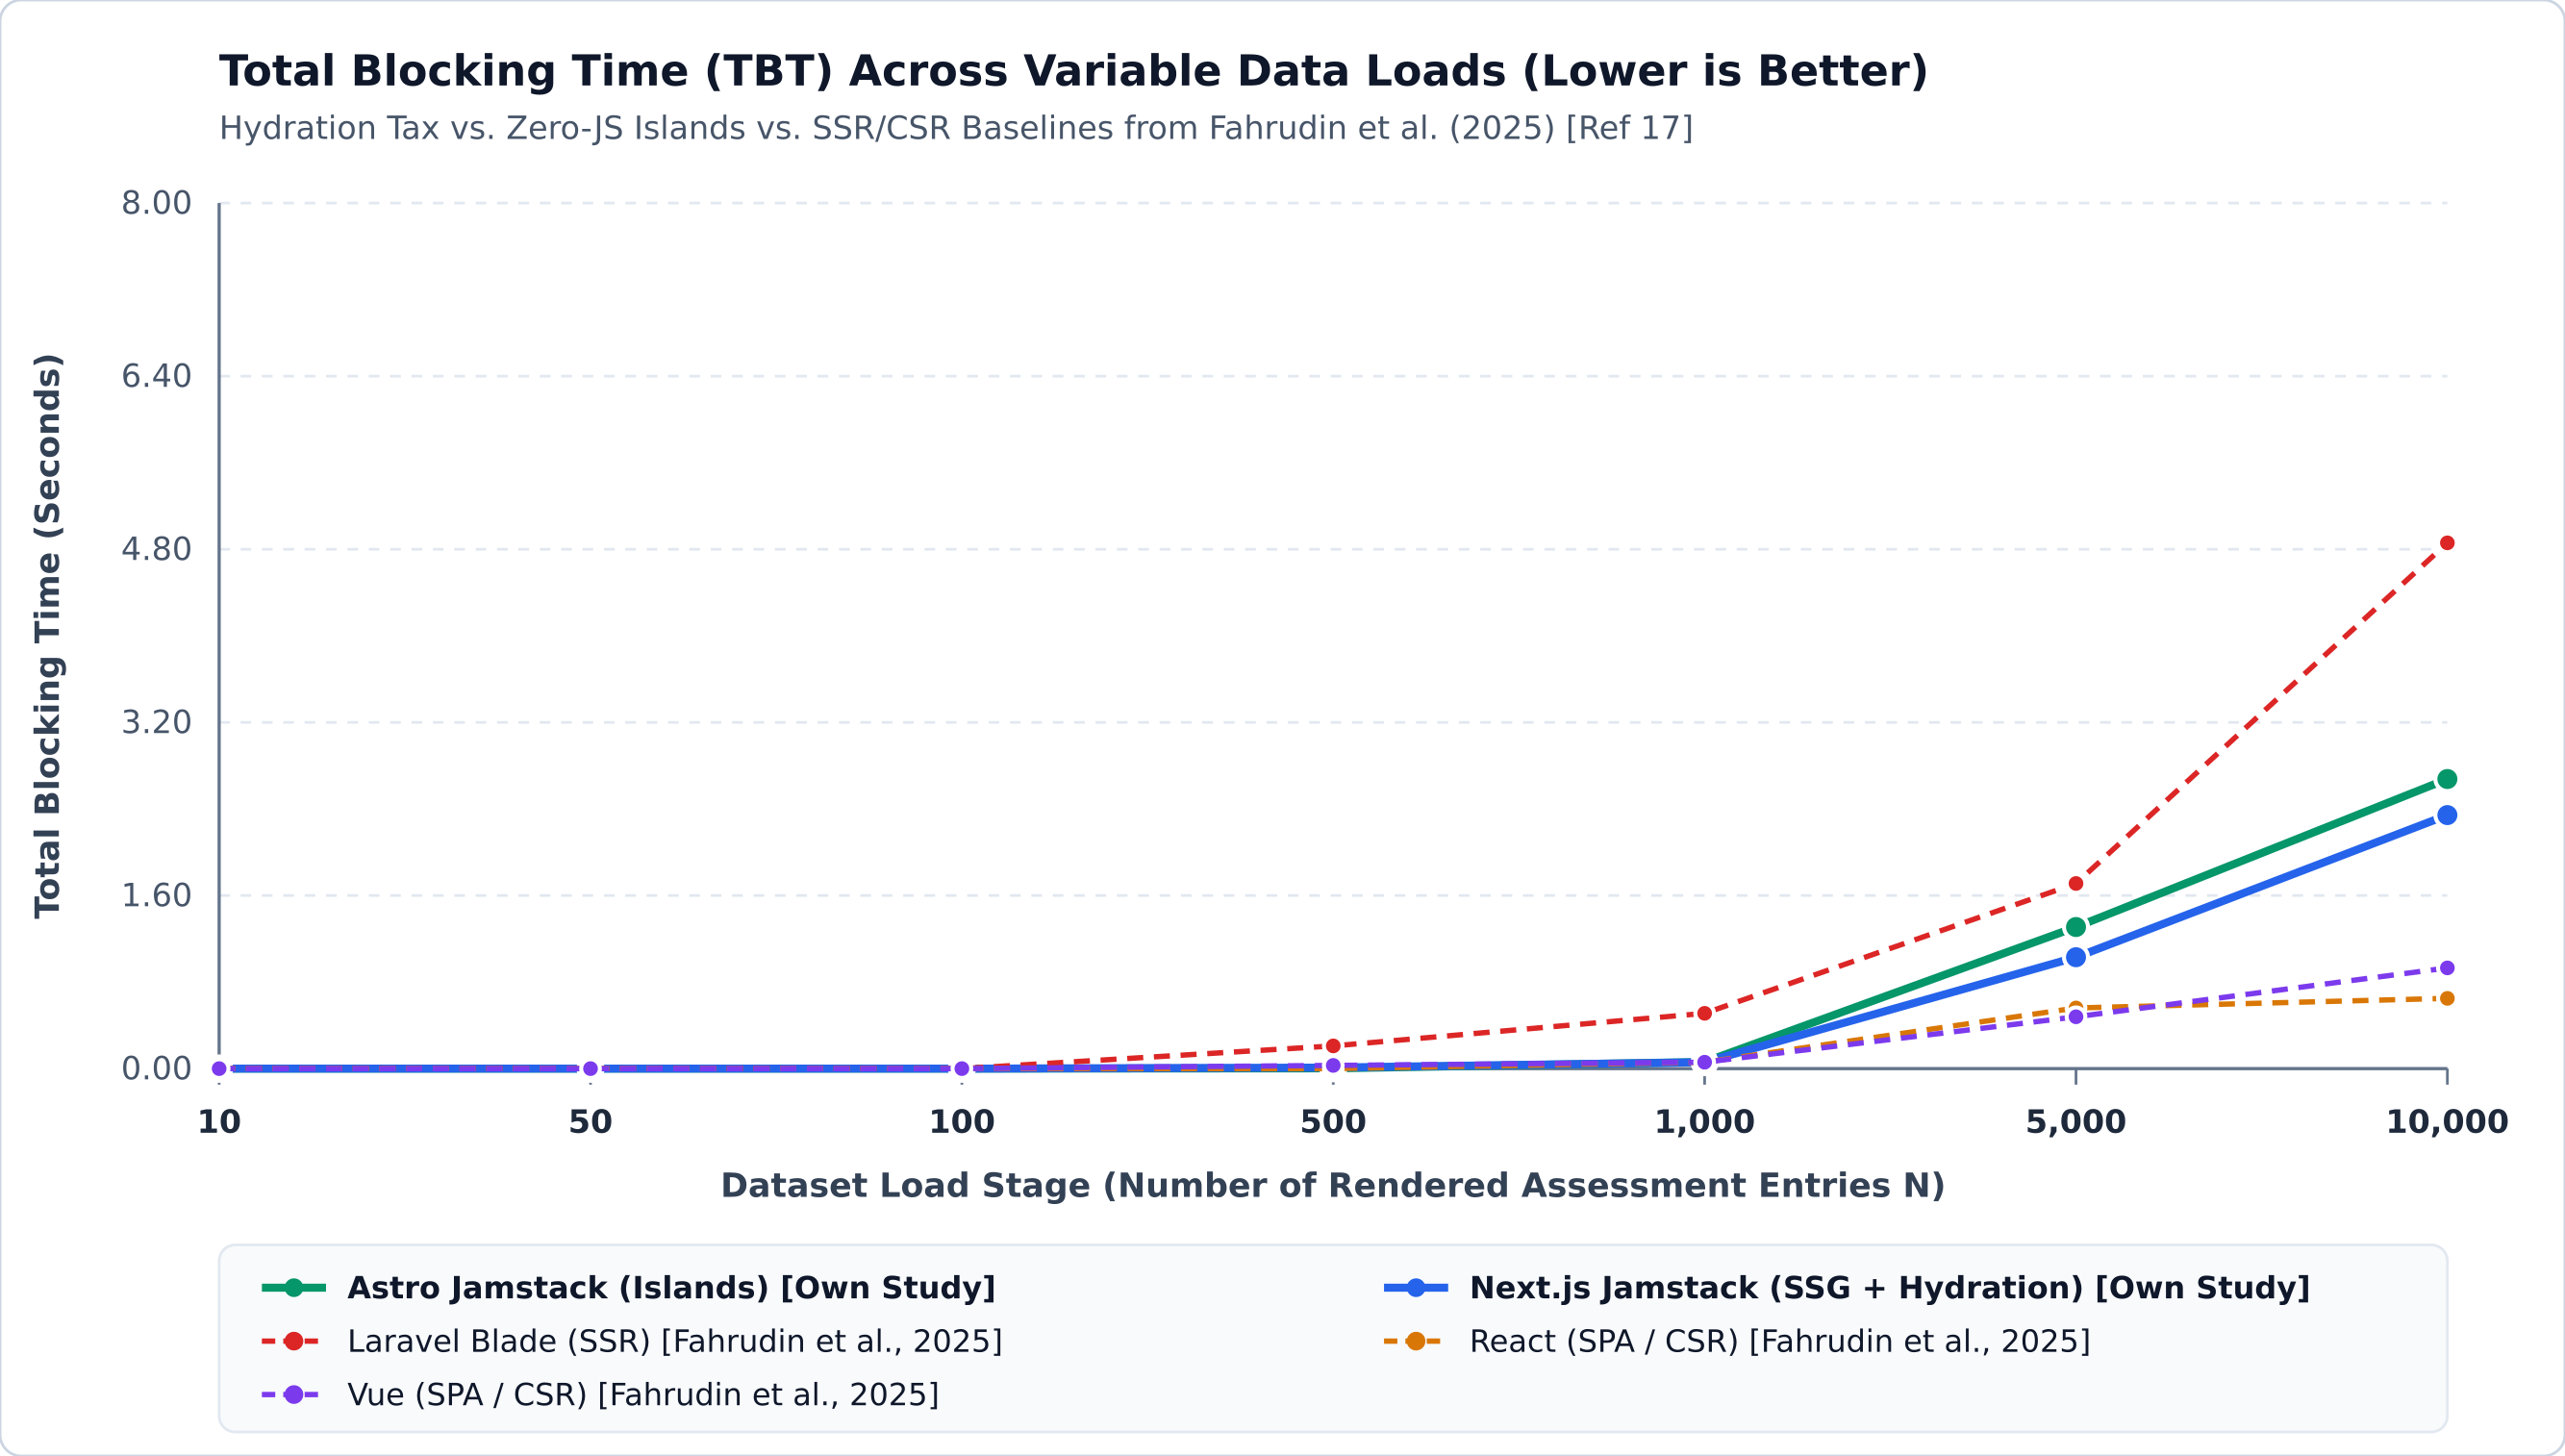 Total Blocking Time (TBT) Across Variable Data Loads (Lower is Better)
Hydration Tax vs. Zero-JS Islands vs. SSR/CSR Baselines from Fahrudin et al. (2025) [Ref 17]
Total Blocking Time (Seconds)
8.00
6.40
4.80
3.20
1.60
0.00
10 50 100 500 1,000 5,000 10,000
Dataset Load Stage (Number of Rendered Assessment Entries N)
Astro Jamstack (Islands) [Own Study]
Next.js Jamstack (SSG + Hydration) [Own Study]
Laravel Blade (SSR) [Fahrudin et al., 2025]
React (SPA / CSR) [Fahrudin et al., 2025]
Vue (SPA / CSR) [Fahrudin et al., 2025]